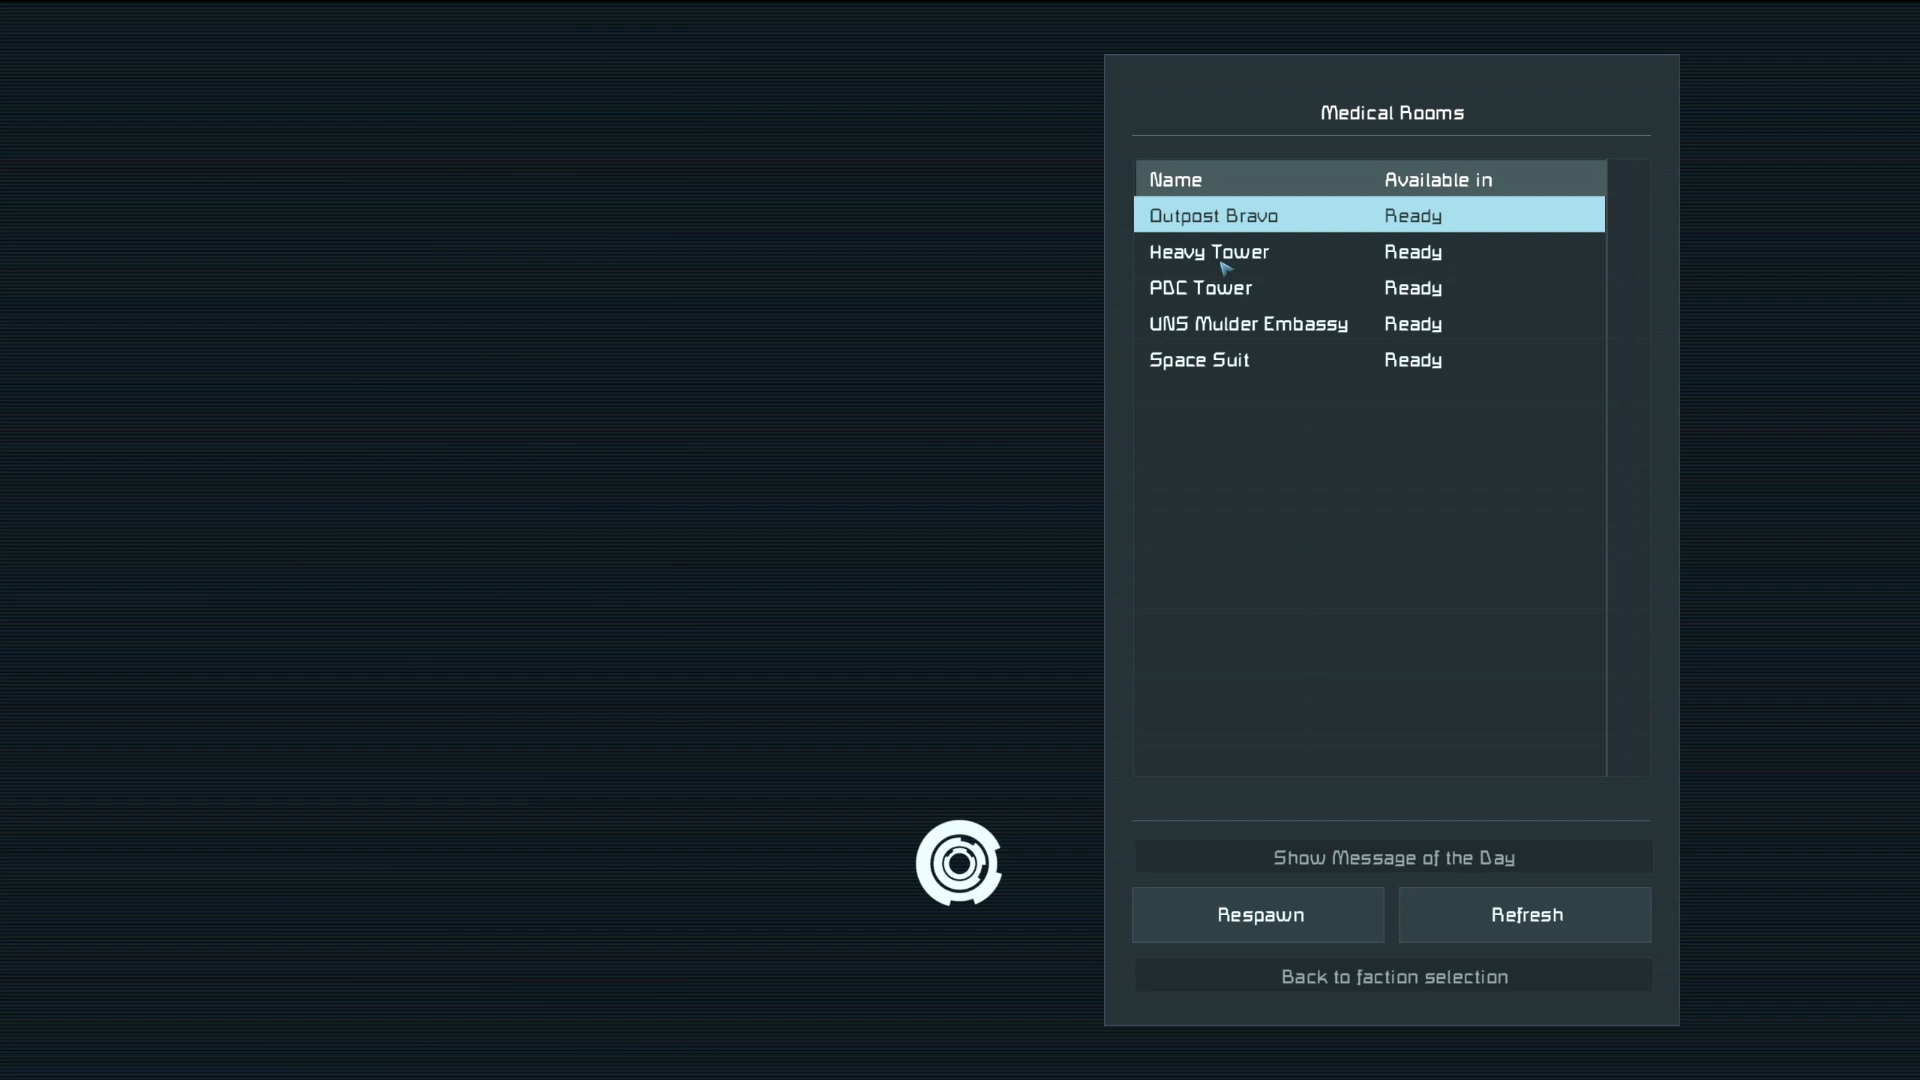 Medical Rooms
Name Available in
Outpost Bravo Ready
Heavy Tower Ready
PDC Tower Ready
UNS Mulder Embassy Ready
Space Suit Ready
Show Message of the Day
Respawn Refresh
Back to faction selection